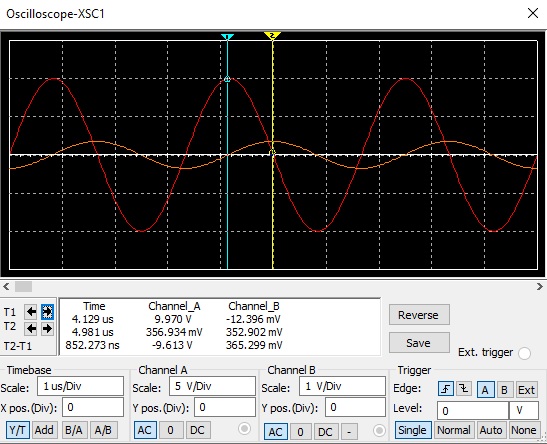 Oscilloscope-XSC1
1 2
Time Channel_A Channel_B
T1 4.129 us 9.970 V -12.396 mV
T2 4.981 us 356.934 mV 352.902 mV
T2-T1 852.273 ns -9.613 V 365.299 mV
Reverse
Save
Ext. trigger
Timebase Channel A Channel B Trigger
Scale: 1 us/Div Scale: 5 V/Div Scale: 1 V/Div Edge: A B Ext
X pos.(Div): 0 Y pos.(Div): 0 Y pos.(Div): 0 Level: 0 V
Y/T Add B/A A/B AC 0 DC AC 0 DC - Single Normal Auto None